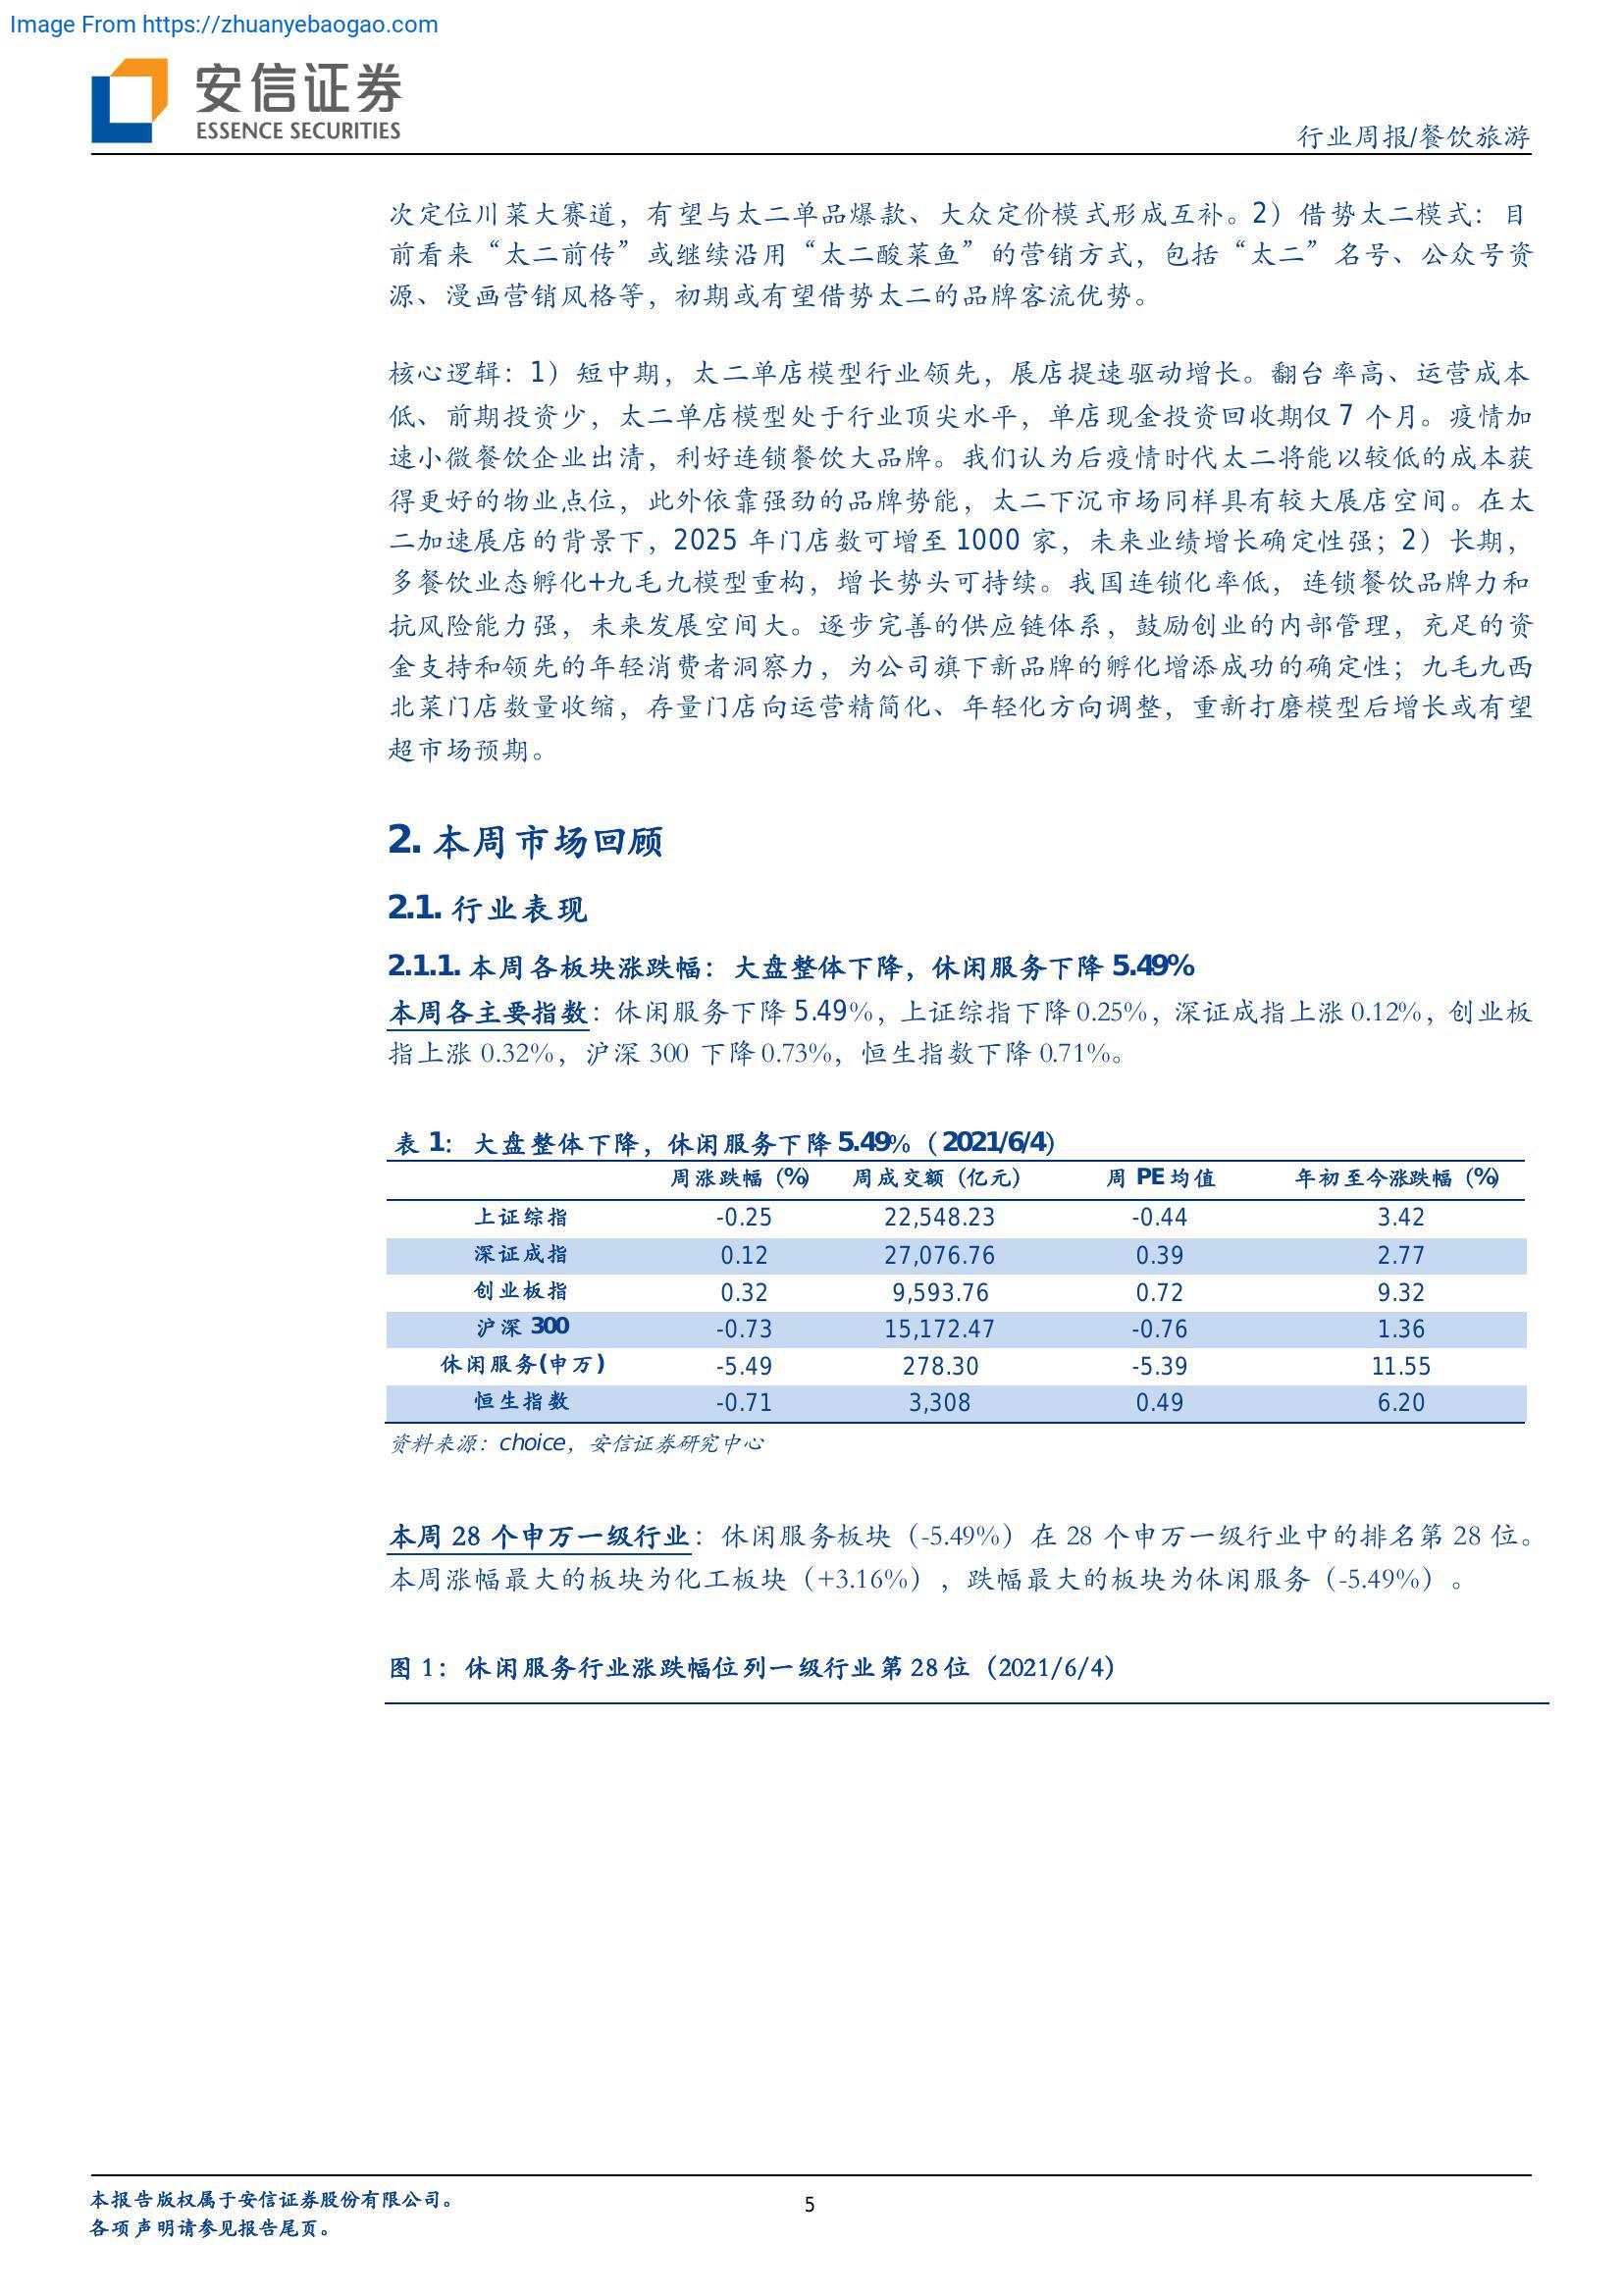 Image From https://zhuanyebaogao.com
安信证券
ESSENCE SECURITIES
行业周报/餐饮旅游
次定位川菜大赛道，有望与太二单品爆款、大众定价模式形成互补。2）借势太二模式：目
前看来“太二前传”或继续沿用“太二酸菜鱼”的营销方式，包括“太二”名号、公众号资
源、漫画营销风格等，初期或有望借势太二的品牌客流优势。
核心逻辑：1）短中期，太二单店模型行业领先，展店提速驱动增长。翻台率高、运营成本
低、前期投资少，太二单店模型处于行业顶尖水平，单店现金投资回收期仅 7 个月。疫情加
速小微餐饮企业出清，利好连锁餐饮大品牌。我们认为后疫情时代太二将能以较低的成本获
得更好的物业点位，此外依靠强劲的品牌势能，太二下沉市场同样具有较大展店空间。在太
二加速展店的背景下，2025 年门店数可增至 1000 家，未来业绩增长确定性强；2）长期，
多餐饮业态孵化+九毛九模型重构，增长势头可持续。我国连锁化率低，连锁餐饮品牌力和
抗风险能力强，未来发展空间大。逐步完善的供应链体系，鼓励创业的内部管理，充足的资
金支持和领先的年轻消费者洞察力，为公司旗下新品牌的孵化增添成功的确定性；九毛九西
北菜门店数量收缩，存量门店向运营精简化、年轻化方向调整，重新打磨模型后增长或有望
超市场预期。
2. 本周市场回顾
2.1. 行业表现
2.1.1. 本周各板块涨跌幅：大盘整体下降，休闲服务下降 5.49%
本周各主要指数：休闲服务下降 5.49%，上证综指下降 0.25%，深证成指上涨 0.12%，创业板
指上涨 0.32%，沪深 300 下降 0.73%，恒生指数下降 0.71%。
表 1：大盘整体下降，休闲服务下降 5.49%（2021/6/4）
周涨跌幅（%） 周成交额（亿元） 周 PE 均值 年初至今涨跌幅（%）
上证综指 -0.25 22,548.23 -0.44 3.42
深证成指 0.12 27,076.76 0.39 2.77
创业板指 0.32 9,593.76 0.72 9.32
沪深 300 -0.73 15,172.47 -0.76 1.36
休闲服务(申万) -5.49 278.30 -5.39 11.55
恒生指数 -0.71 3,308 0.49 6.20
资料来源：choice，安信证券研究中心
本周 28 个申万一级行业：休闲服务板块（-5.49%）在 28 个申万一级行业中的排名第 28 位。
本周涨幅最大的板块为化工板块（+3.16%），跌幅最大的板块为休闲服务（-5.49%）。
图 1：休闲服务行业涨跌幅位列一级行业第 28 位（2021/6/4）
本报告版权属于安信证券股份有限公司。
各项声明请参见报告尾页。
5